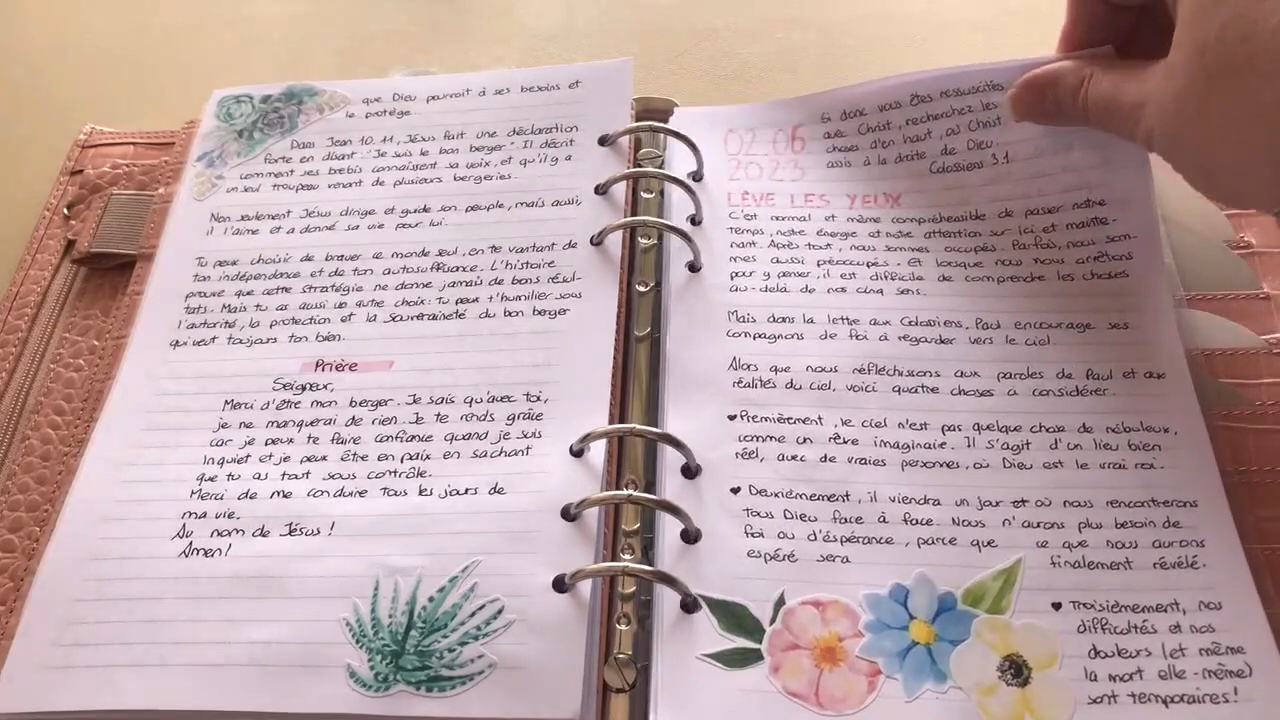 que Dieu pourvoit à ses besoins et
le protège.
Dans Jean 10.11, Jésus fait une déclaration
forte en disant: "Je suis le bon berger". Il décrit
comment ses brebis connaissent sa voix, et qu'il y a
un seul troupeau venant de plusieurs bergeries.
Non seulement Jésus dirige et guide son peuple, mais aussi,
il l'aime et a donné sa vie pour lui.
Tu peux choisir de braver ce monde seul, en te vantant de
ton indépendance et de ton autosuffisance. L'histoire
prouve que cette stratégie ne donne jamais de bons résul-
tats. Mais tu as aussi un autre choix: tu peux t'humilier sous
l'autorité, la protection et la souveraineté du bon berger
qui veut toujours ton bien.
Prière
Seigneur,
Merci d'être mon berger. Je sais qu'avec toi,
je ne manquerai de rien. Je te rends grâce
car je peux te faire confiance quand je suis
inquiet et je peux être en paix en sachant
que tu as tout sous contrôle.
Merci de me conduire tous les jours de
ma vie.
Au nom de Jésus!
Amen!
02.06
2023
Si donc vous êtes ressuscités
avec Christ, recherchez les
choses d'en haut, où Christ
assis à la droite de Dieu.
Colossiens 3.1
LÈVE LES YEUX
C'est normal et même compréhensible de passer notre
temps, notre énergie et notre attention sur ici et mainte-
nant. Après tout, nous sommes occupés. Parfois, nous som-
mes aussi préoccupés. Et lorsque nous nous arrêtons
pour y penser, il est difficile de comprendre les choses
au-delà de nos cinq sens.
Mais dans la lettre aux Colossiens, Paul encourage ses
compagnons de foi à regarder vers le ciel.
Alors que nous réfléchissons aux paroles de Paul et aux
réalités du ciel, voici quatre choses à considérer.
♥Premièrement, le ciel n'est pas quelque chose de nébuleux,
comme un rêve imaginaire. Il s'agit d'un lieu bien
réel, avec de vraies personnes, où Dieu est le vrai roi.
♥ Deuxièmement, il viendra un jour et où nous rencontrerons
tous Dieu face à face. Nous n'aurons plus besoin de
foi ou d'éspérance, parce que ce que nous aurons
espéré sera finalement révélé.
♥ Troisièmement, nos
difficultés et nos
douleurs (et même
la mort elle-même)
sont temporaires!